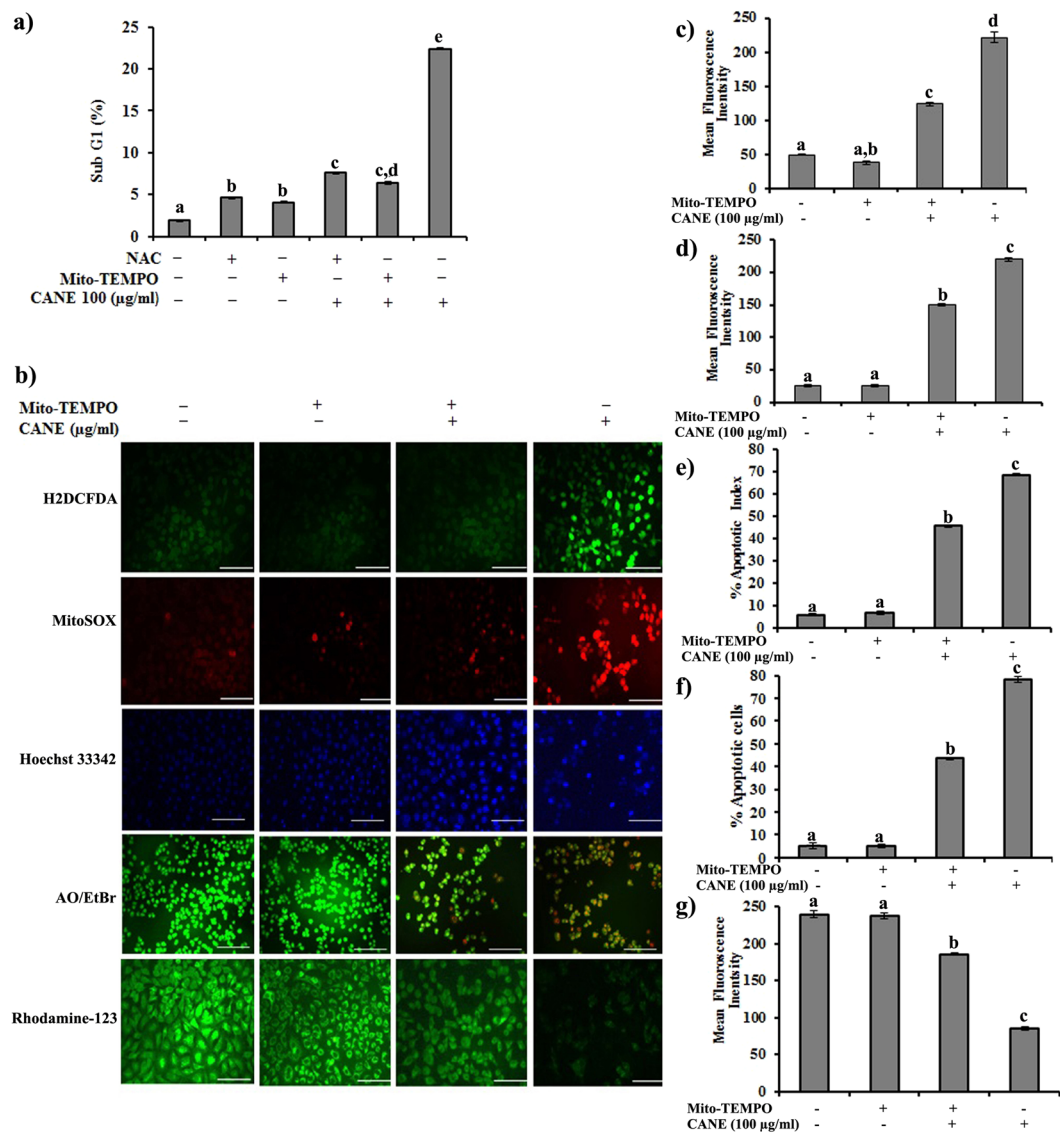 a)
25
20
15
10
5
0
Sub G1 (%)
a
b
b
c
c,d
e
NAC – + – + – –
Mito-TEMPO – – + – + –
CANE 100 (µg/ml) – – – + + +
b)
Mito-TEMPO – + + –
CANE (µg/ml) – – + +
H2DCFDA
MitoSOX
Hoechst 33342
AO/EtBr
Rhodamine-123
c)
250
200
150
100
50
0
Mean Fluoroscence
Inentsity
a
a,b
c
d
Mito-TEMPO - + + -
CANE (100 µg/ml) - - + +
d)
250
200
150
100
50
0
Mean Fluoroscence
Inentsity
a
a
b
c
Mito-TEMPO - + + -
CANE (100 µg/ml) - - + +
e)
80
70
60
50
40
30
20
10
0
% Apoptotic Index
a
a
b
c
Mito-TEMPO - + + -
CANE (100 µg/ml) - - + +
f)
80
70
60
50
40
30
20
10
0
% Apoptotic cells
a
a
b
c
Mito-TEMPO - + + -
CANE (100 µg/ml) - - + +
g)
250
200
150
100
50
0
Mean Fluoroscence
Inentsity
a
a
b
c
Mito-TEMPO - + + -
CANE (100 µg/ml) - - + +